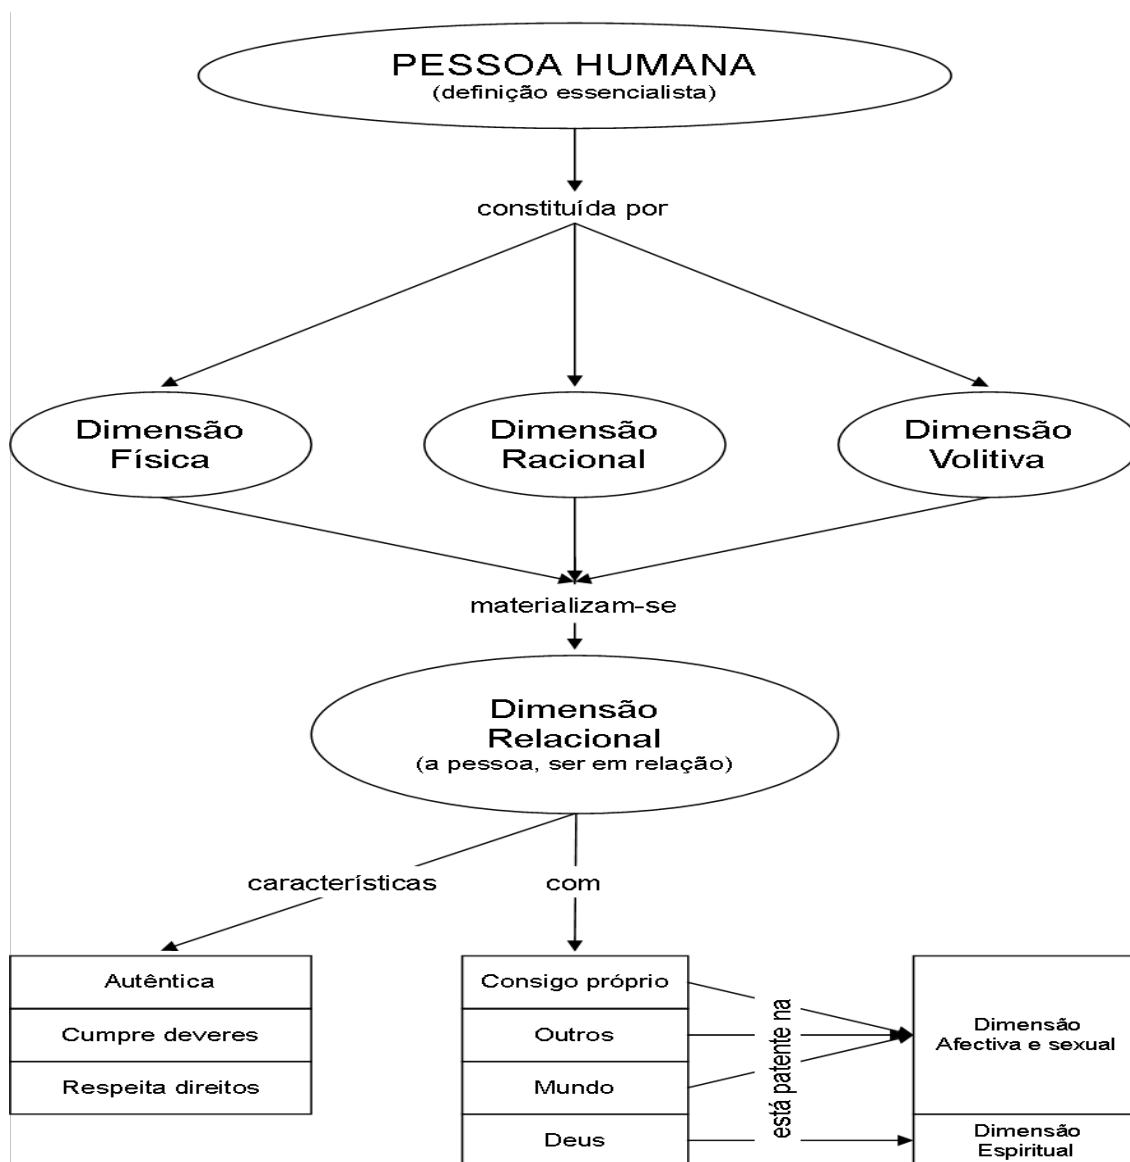 PESSOA HUMANA
(definição essencialista)
constituída por
Dimensão
Física
Dimensão
Racional
Dimensão
Volitiva
materializam-se
Dimensão
Relacional
(a pessoa, ser em relação)
características
com
Autêntica
Cumpre deveres
Respeita direitos
Consigo próprio
Outros
Mundo
Deus
está patente na
Dimensão
Afectiva e sexual
Dimensão
Espiritual